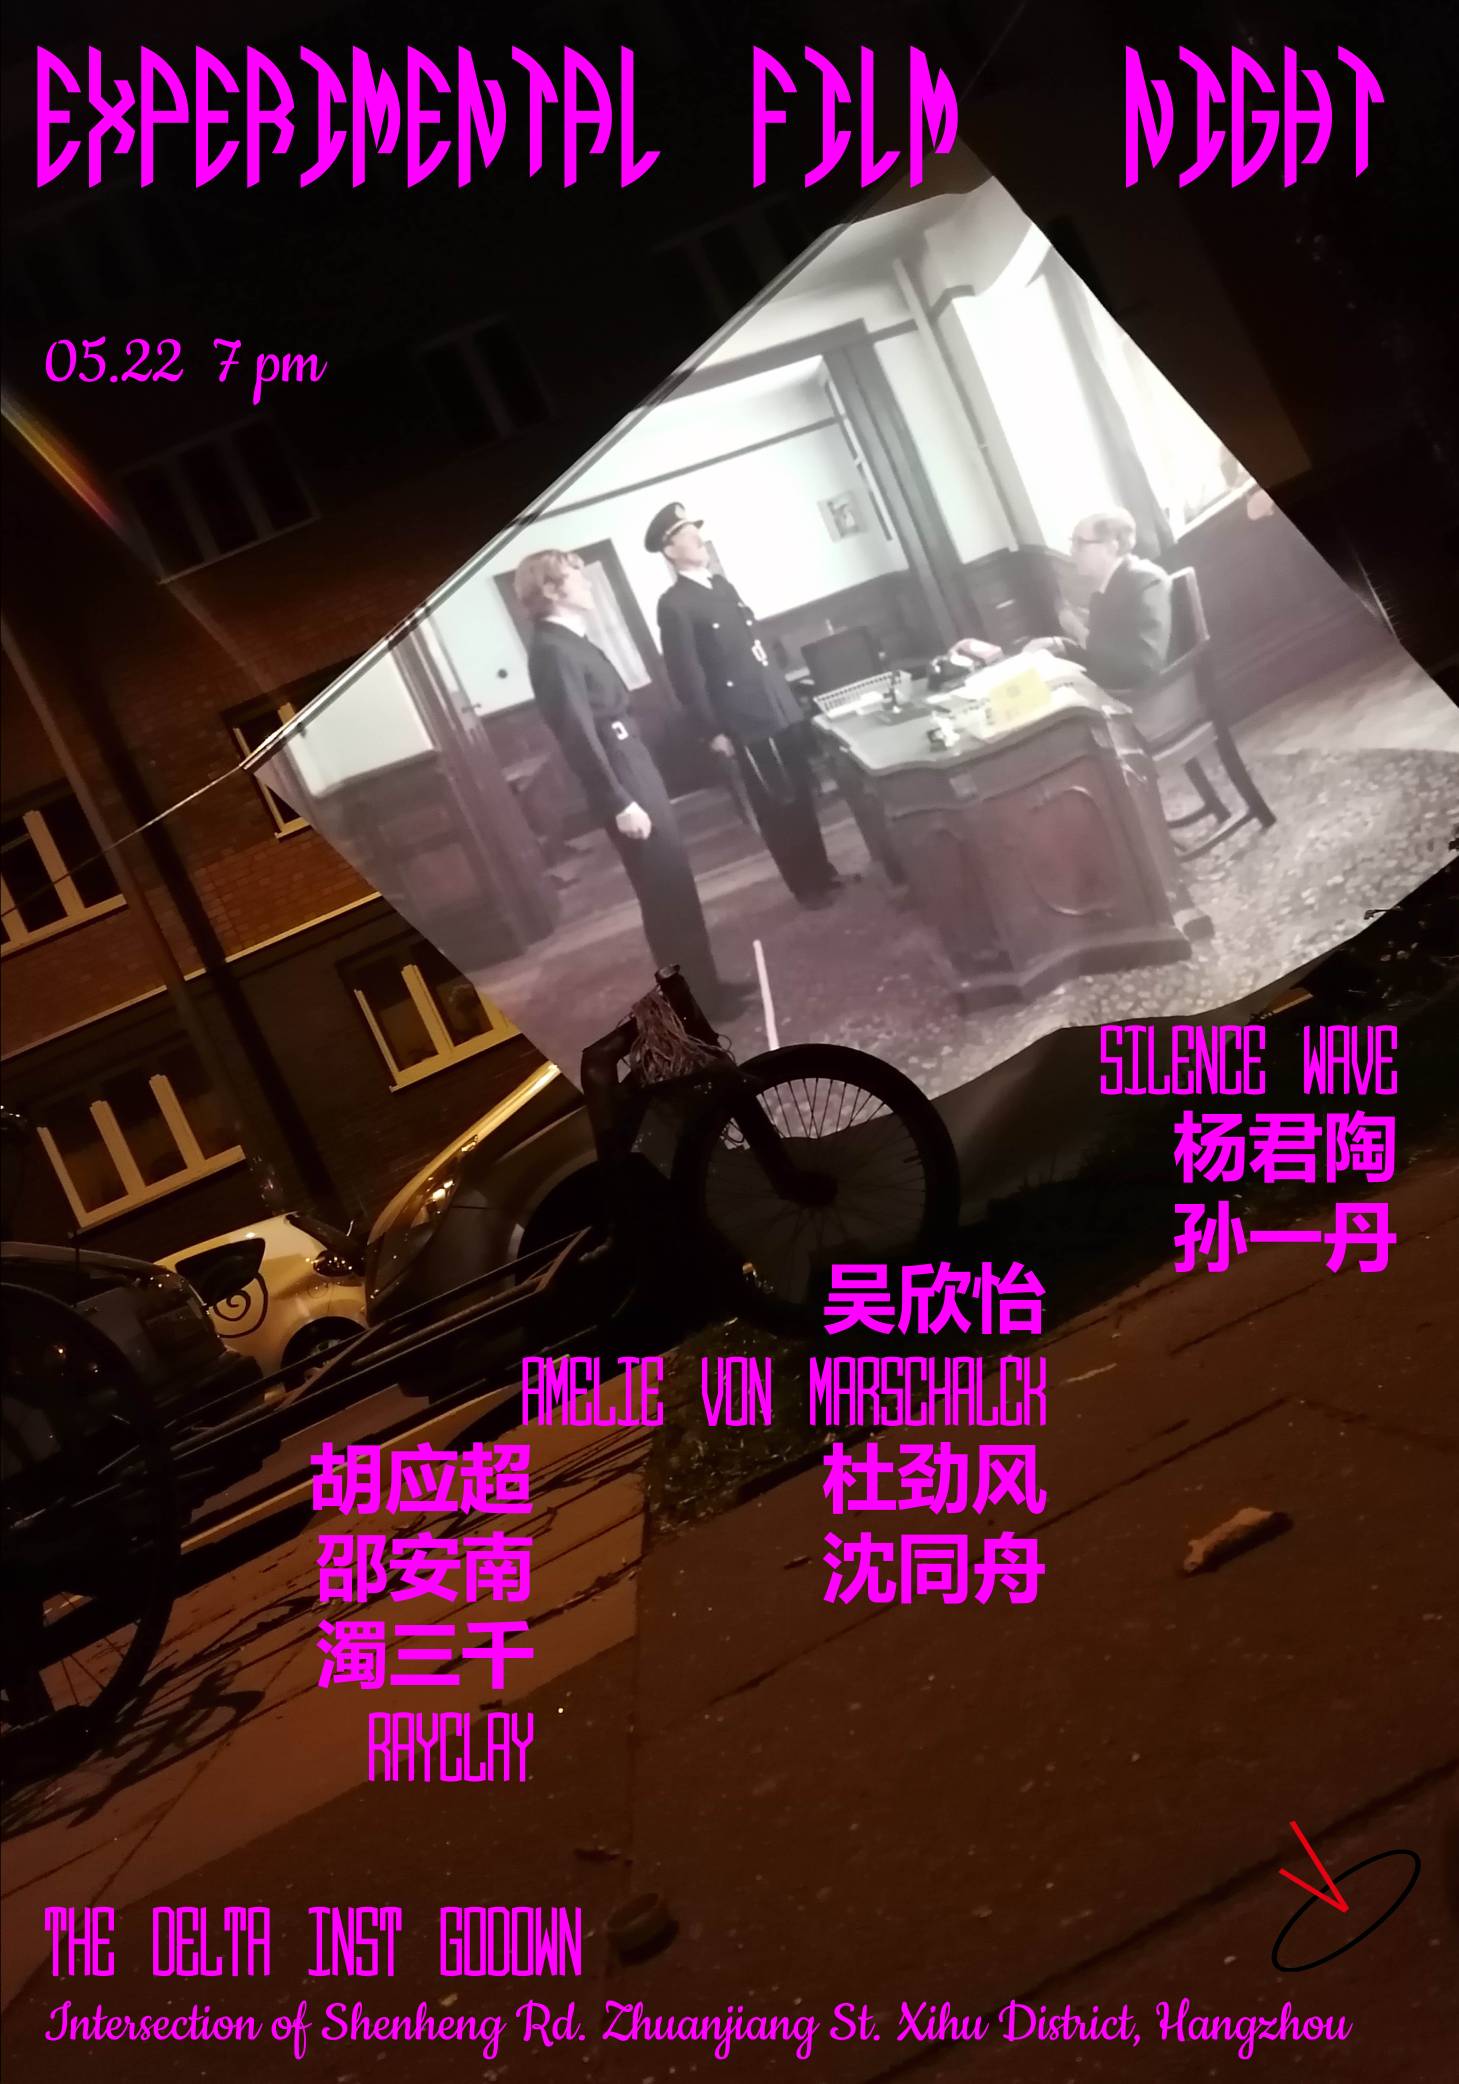 EXPERIMENTAL FILM NIGHT
05.22 7 pm
SILENCE WAVE
杨君陶
孙一丹
吴欣怡
AMELIE VON MARSCHALCK
杜劲风
沈同舟
胡应超
邵安南
濁三千
RAYCLAY
THE DELTA INST GODOWN
Intersection of Shenheng Rd. Zhuanjiang St. Xihu District, Hangzhou